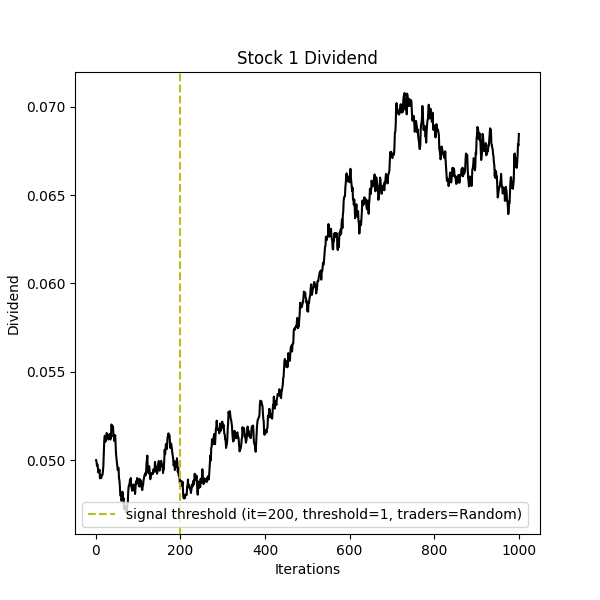 Stock 1 Dividend
0.070
0.065
0.060
0.055
0.050
Dividend
signal threshold (it=200, threshold=1, traders=Random)
0 200 400 600 800 1000
Iterations